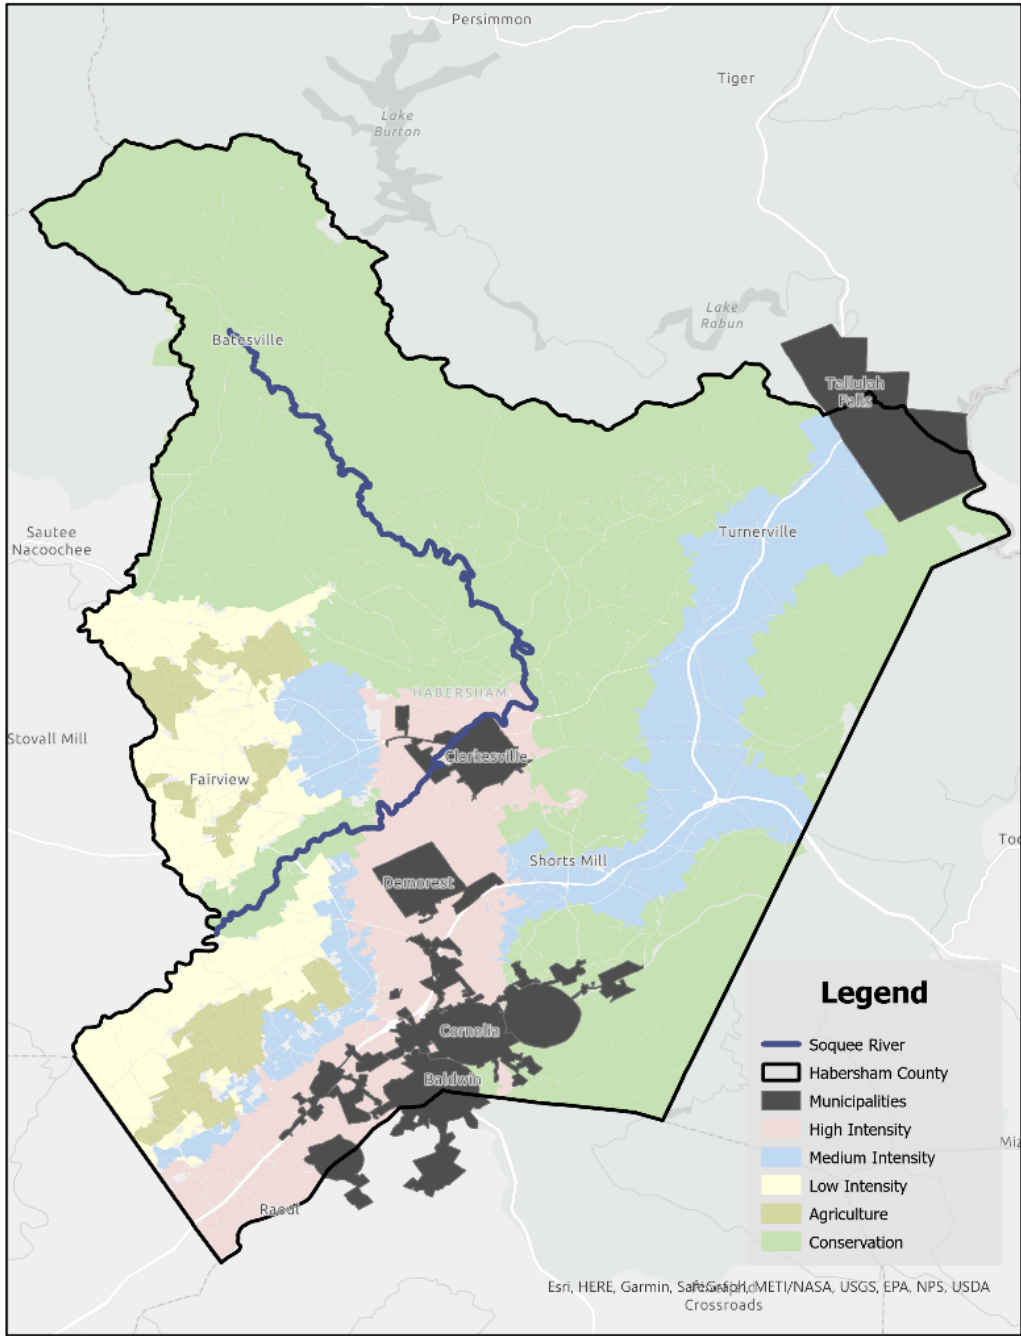 Persimmon
Tiger
Lake
Burton
Lake
Rabun
Batesville
Tallulah
Falls
Sautee
Nacoochee
Turnerville
HABERSHAM
Stovall Mill
Clarkesville
Fairview
Shorts Mill
Demorest
Cornelia
Baldwin
Raoul
Legend
Soquee River
Habersham County
Municipalities
High Intensity
Medium Intensity
Low Intensity
Agriculture
Conservation
Esri, HERE, Garmin, SafeGraph, METI/NASA, USGS, EPA, NPS, USDA
Crossroads